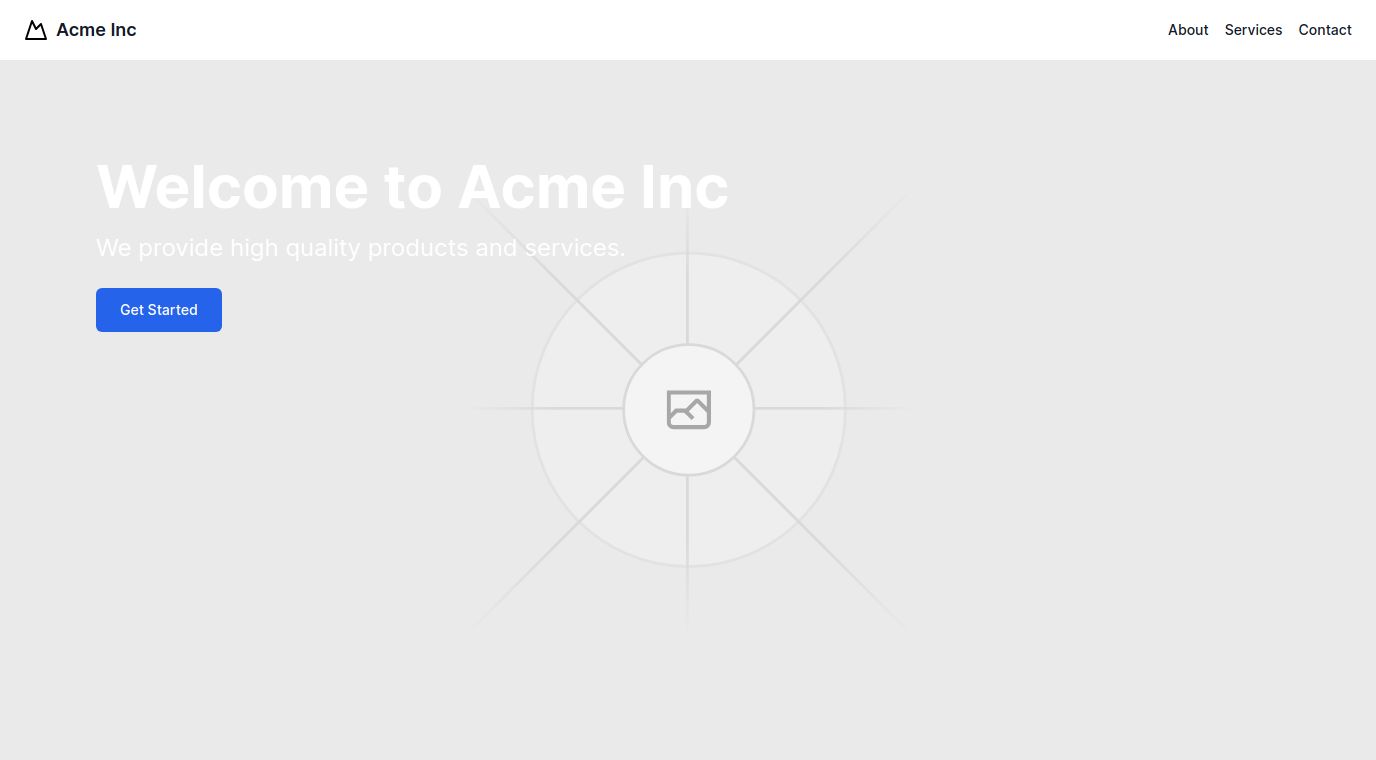 Acme Inc
About Services Contact
Welcome to Acme Inc
We provide high quality products and services.
Get Started